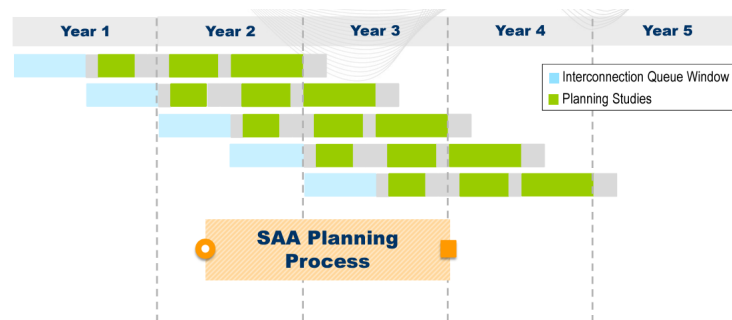 Year 1 Year 2 Year 3 Year 4 Year 5
Interconnection Queue Window
Planning Studies
SAA Planning
Process